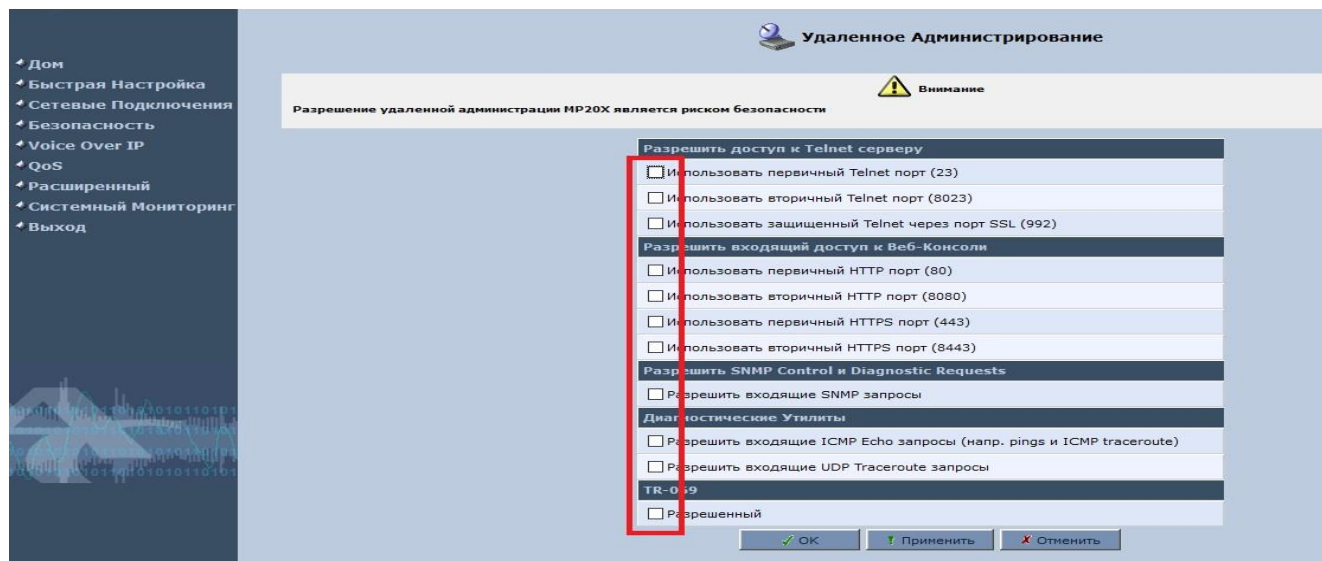 Удаленное Администрирование
Дом
Быстрая Настройка
Сетевые Подключения
Безопасность
Voice Over IP
QoS
Расширенный
Системный Мониторинг
Выход
Внимание
Разрешение удаленной администрации MP20X является риском безопасности
Разрешить доступ к Telnet серверу
Использовать первичный Telnet порт (23)
Использовать вторичный Telnet порт (8023)
Использовать защищенный Telnet через порт SSL (992)
Разрешить входящий доступ к Веб-Консоли
Использовать первичный HTTP порт (80)
Использовать вторичный HTTP порт (8080)
Использовать первичный HTTPS порт (443)
Использовать вторичный HTTPS порт (8443)
Разрешить SNMP Control и Diagnostic Requests
Разрешить входящие SNMP запросы
Диагностические Утилиты
Разрешить входящие ICMP Echo запросы (напр. pings и ICMP traceroute)
Разрешить входящие UDP Traceroute запросы
TR-069
Разрешенный
OK
Применить
Отменить